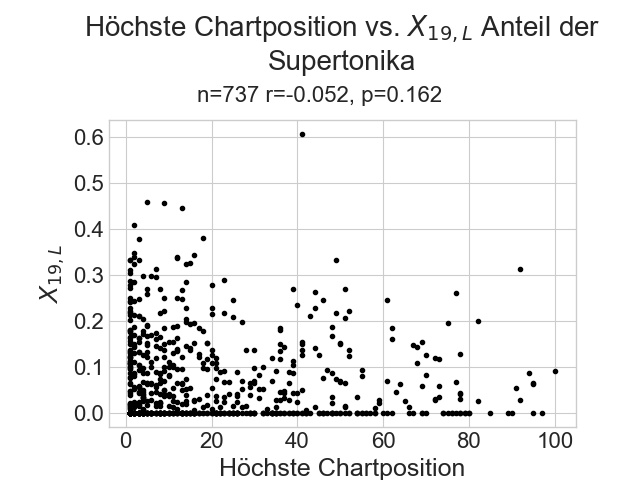 Höchste Chartposition vs. X₁₉,L Anteil der
Supertonika
n=737 r=-0.052, p=0.162
X₁₉,L
0.6
0.5
0.4
0.3
0.2
0.1
0.0
0 20 40 60 80 100
Höchste Chartposition